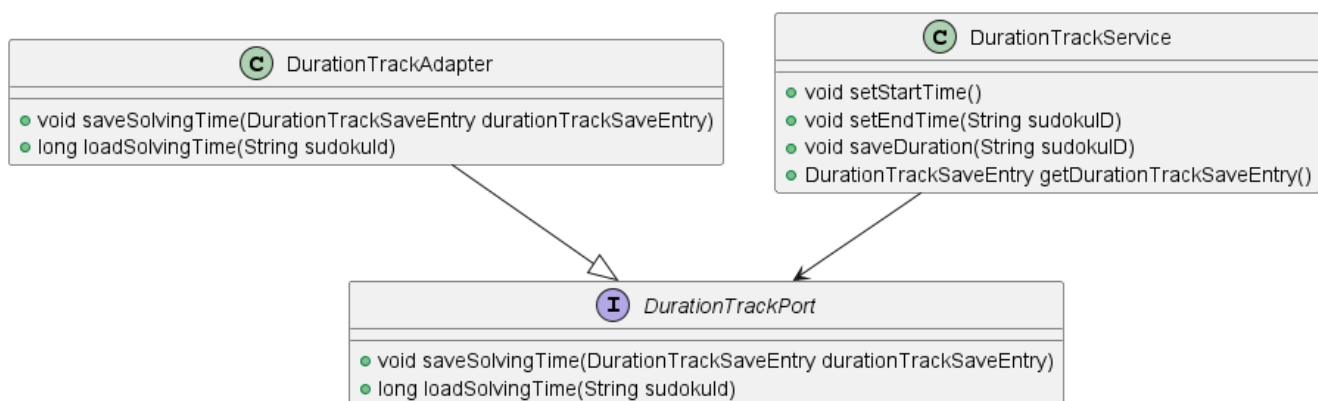 C DurationTrackAdapter
void saveSolvingTime(DurationTrackSaveEntry durationTrackSaveEntry)
long loadSolvingTime(String sudokuId)
C DurationTrackService
void setStartTime()
void setEndTime(String sudokuID)
void saveDuration(String sudokuID)
DurationTrackSaveEntry getDurationTrackSaveEntry()
I DurationTrackPort
void saveSolvingTime(DurationTrackSaveEntry durationTrackSaveEntry)
long loadSolvingTime(String sudokuId)